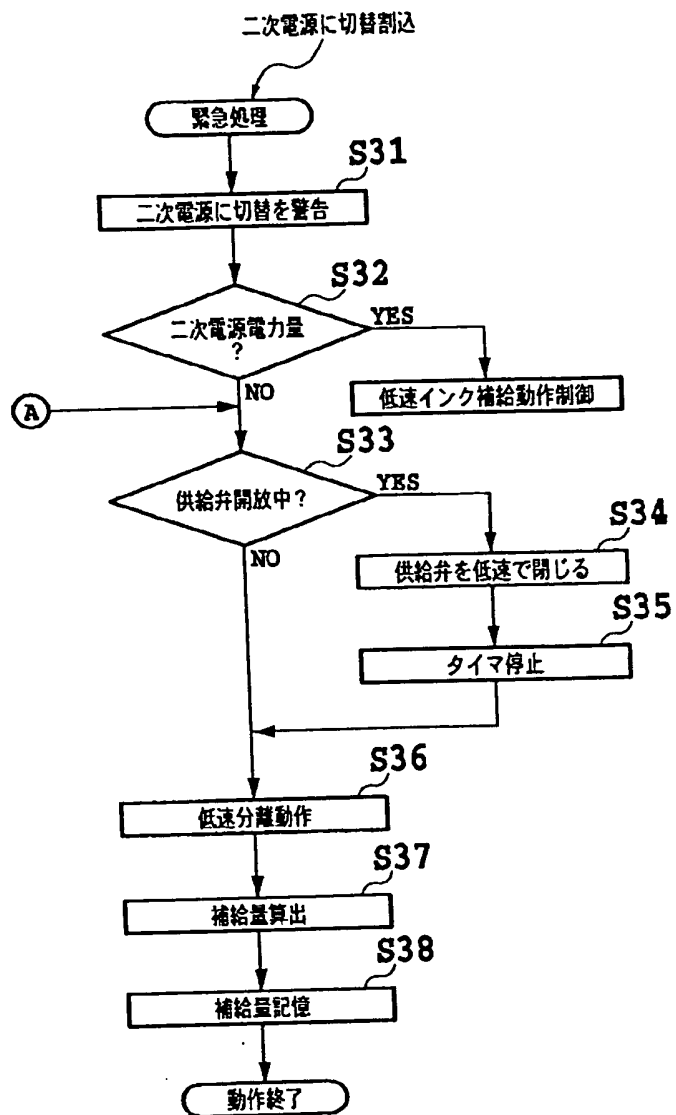 二次電源に切替割込
緊急処理
S31
二次電源に切替を警告
S32
二次電源電力量
?
YES
NO
低速インク補給動作制御
A
S33
供給弁開放中?
YES
NO
S34
供給弁を低速で閉じる
S35
タイマ停止
S36
低速分離動作
S37
補給量算出
S38
補給量記憶
動作終了